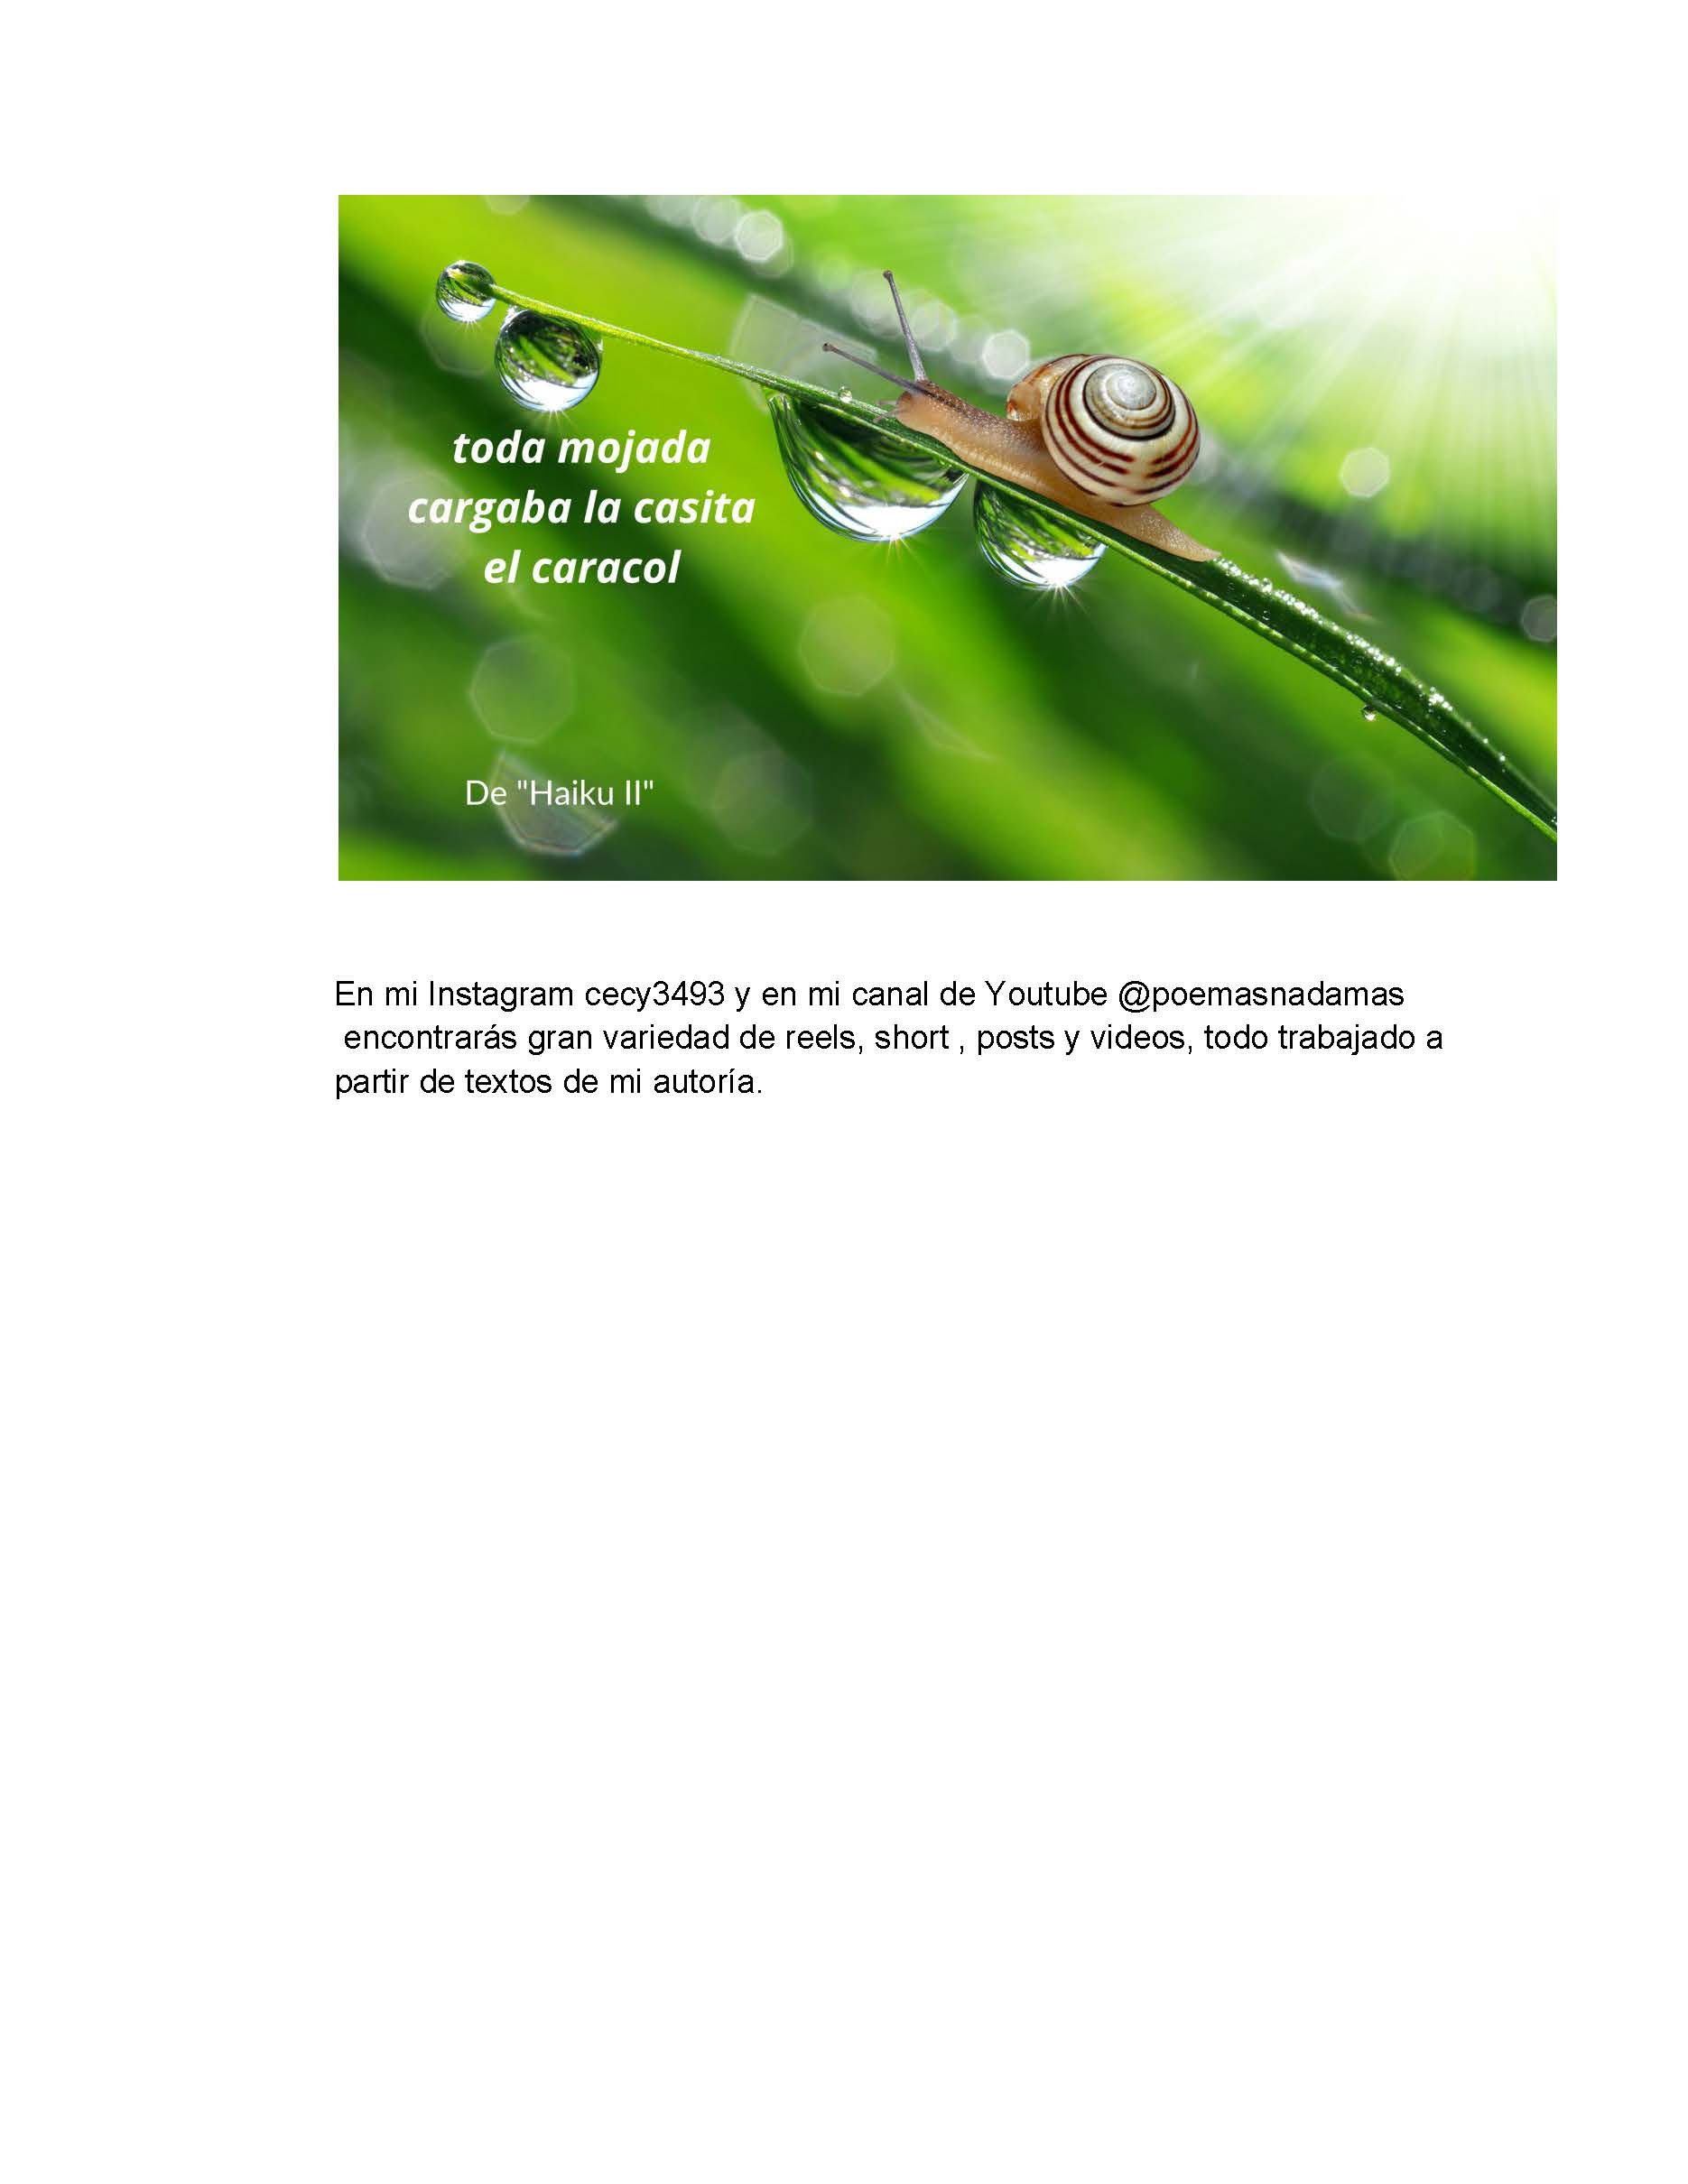 toda mojada
cargaba la casita
el caracol
De "Haiku II"
En mi Instagram cecy3493 y en mi canal de Youtube @poemasnadamas
encontrarás gran variedad de reels, short , posts y videos, todo trabajado a
partir de textos de mi autoría.